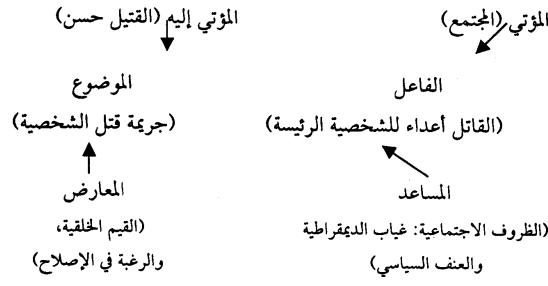 المؤتي (المجتمع)
المؤتي إليه (القتيل حسن)
الفاعل
الموضوع
(القاتل أعداء للشخصية الرئيسة)
(جريمة قتل الشخصية)
المساعد
المعارض
(الظروف الاجتماعية: غياب الديمقراطية
والعنف السياسي)
(القيم الخلقية،
والرغبة في الإصلاح)